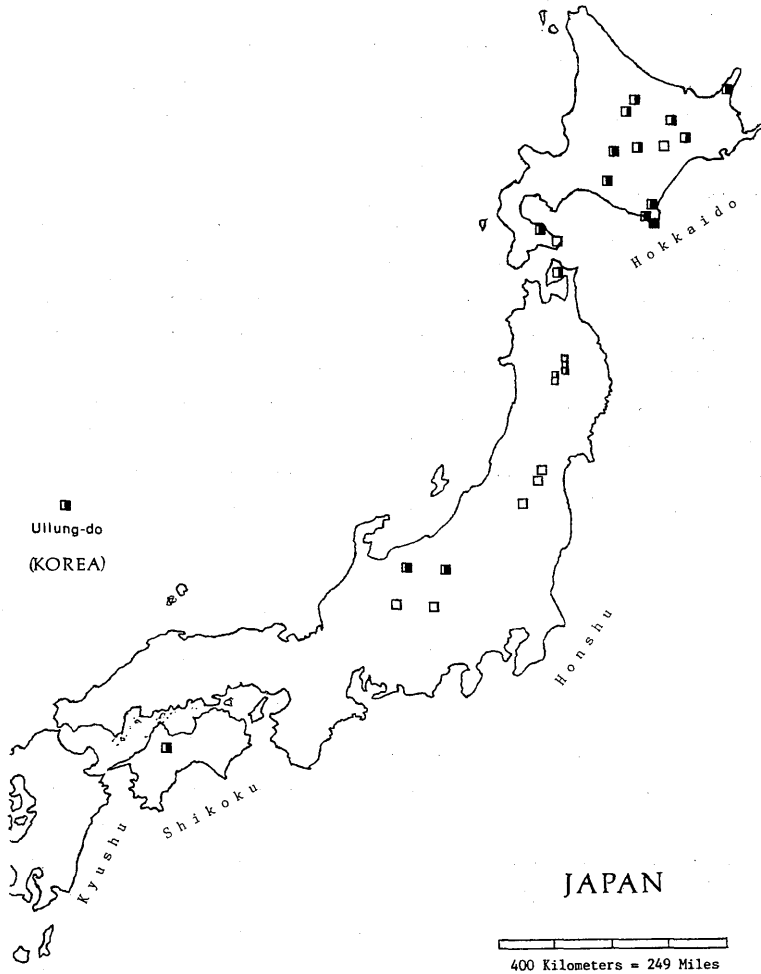 Hokkaido
Ullung-do
(KOREA)
Honshu
Shikoku
Kyushu
JAPAN
400 Kilometers = 249 Miles